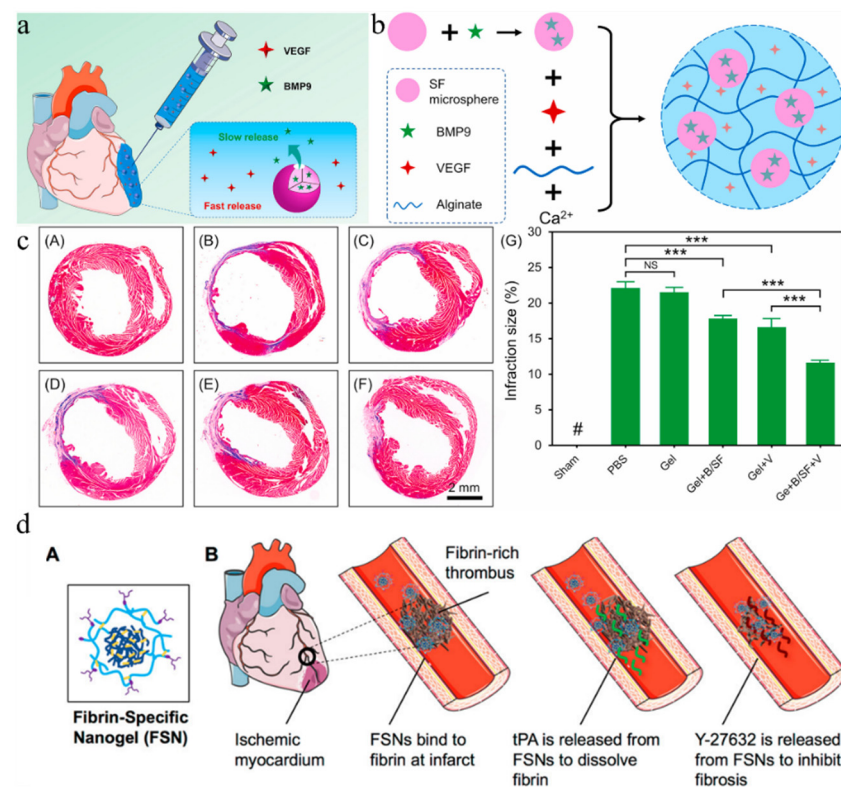 a
VEGF
BMP9
Slow release
Fast release
b
SF
microsphere
BMP9
VEGF
Alginate
Ca²⁺
c
(A)
(B)
(C)
(D)
(E)
(F)
2 mm
(G)
Infraction size (%)
30
25
20
15
10
5
0
***
***
NS
***
***
#
Sham
PBS
Gel
Gel+B/SF
Gel+V
Ge+B/SF+V
d
A
Fibrin-Specific
Nanogel (FSN)
B
Fibrin-rich
thrombus
Ischemic
myocardium
FSNs bind to
fibrin at infarct
tPA is released from
FSNs to dissolve
fibrin
Y-27632 is released
from FSNs to inhibit
fibrosis